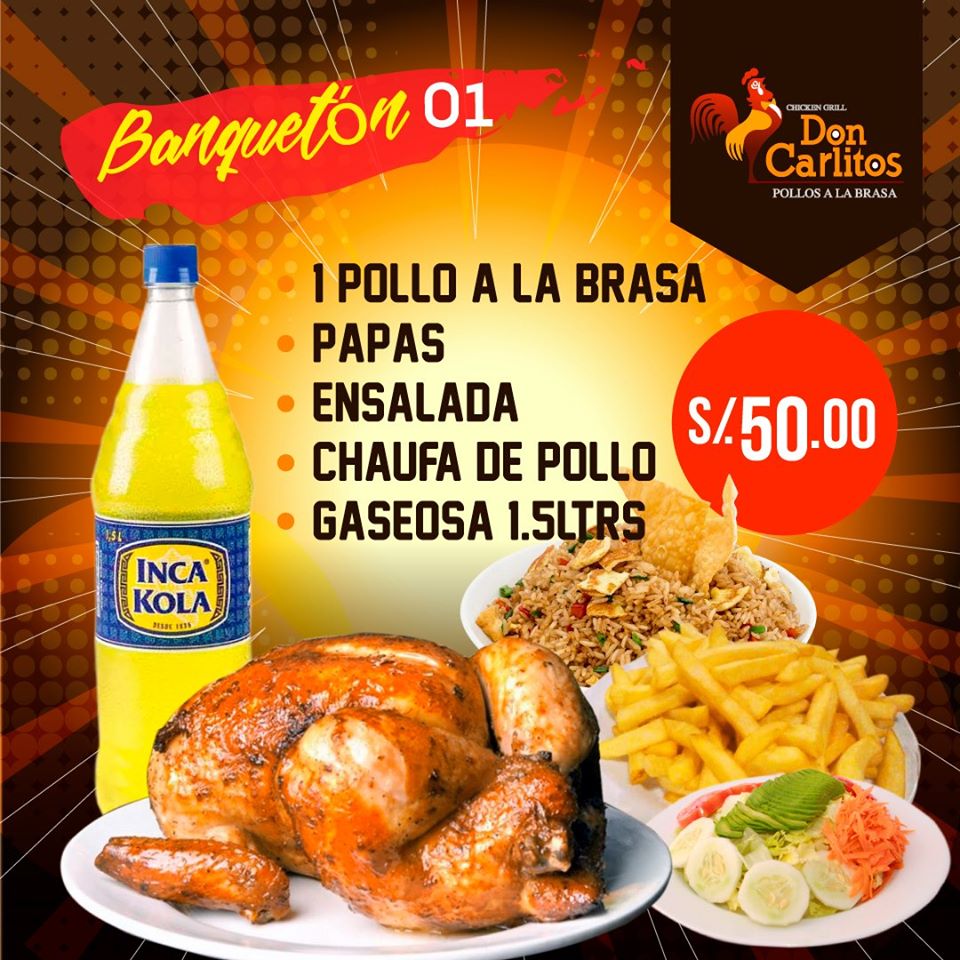 Banquetón 01
CHICKEN GRILL
Don
Carlitos
POLLOS A LA BRASA
1 POLLO A LA BRASA
PAPAS
ENSALADA
CHAUFA DE POLLO
GASEOSA 1.5LTRS
S/.50.00
1,5 L
INCA
KOLA
DESDE 1935